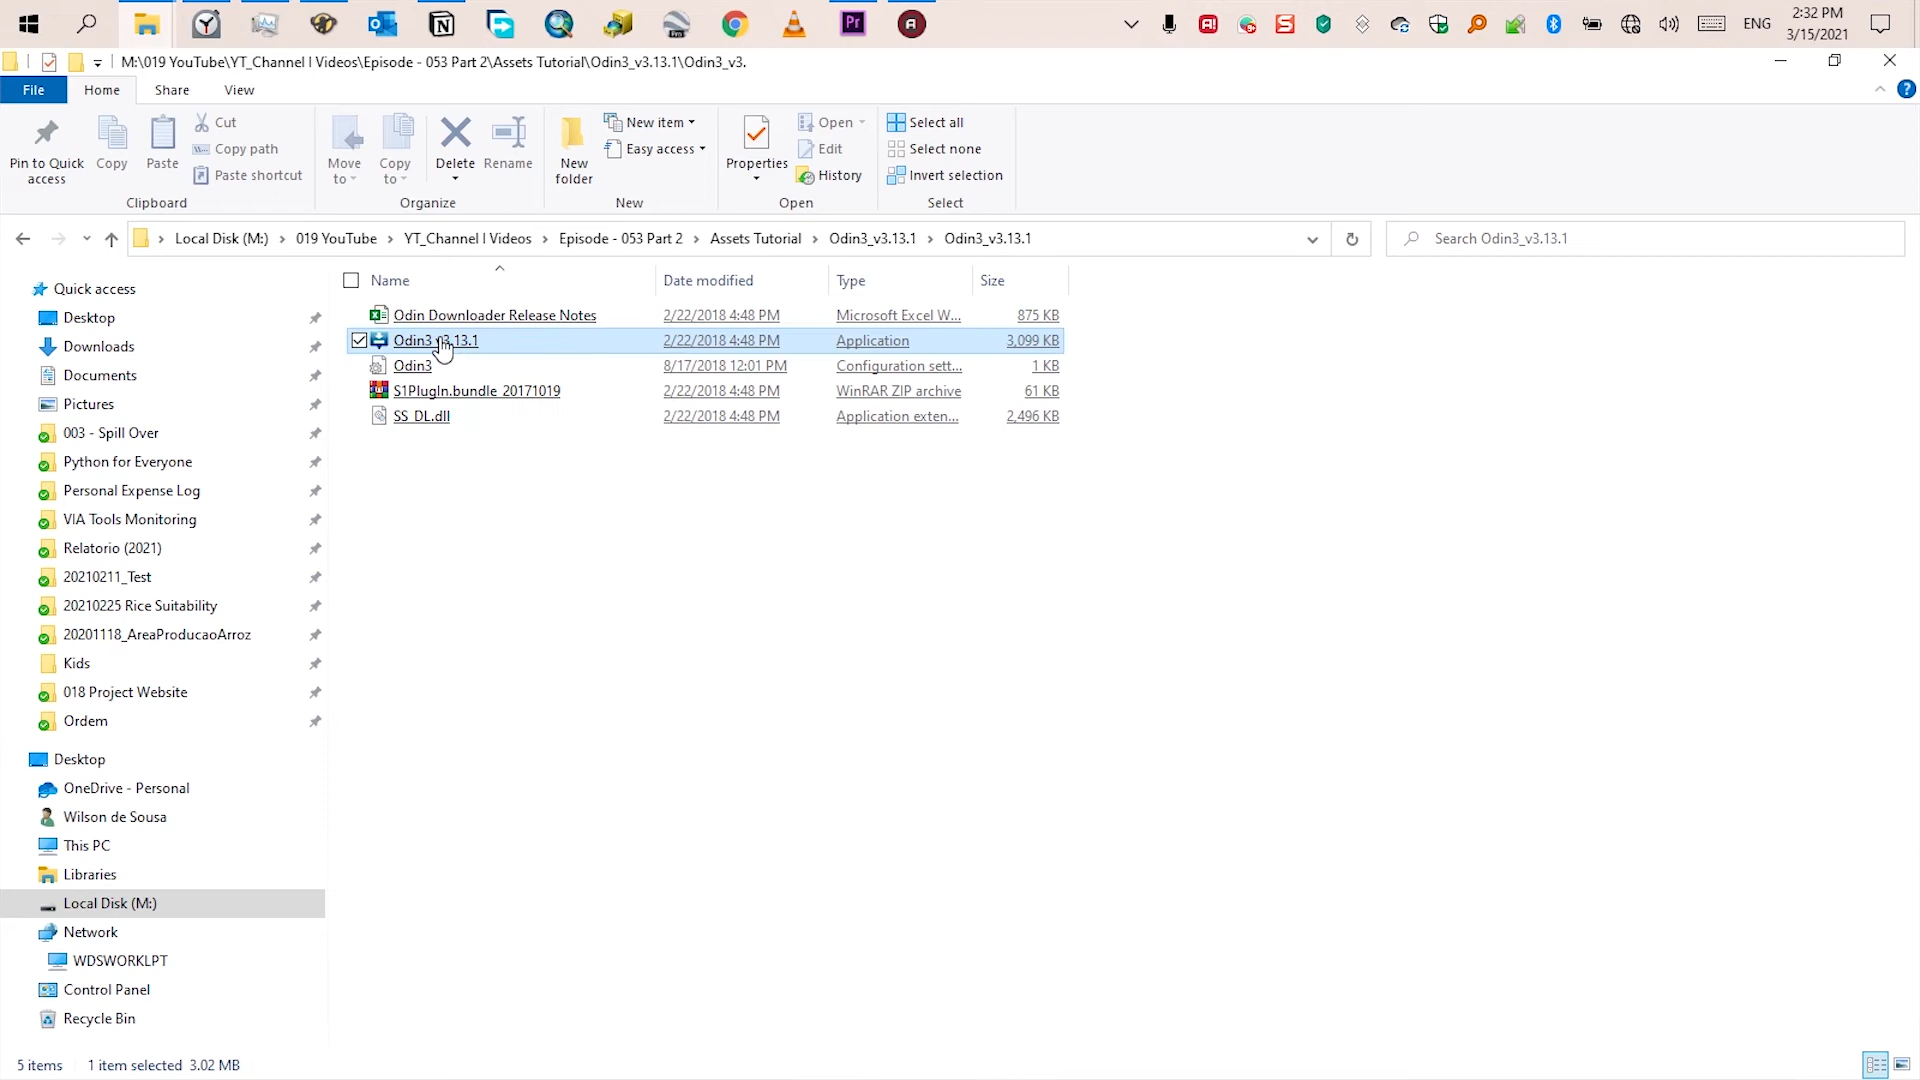 ENG
2:32 PM
3/15/2021
M:\019 YouTube\YT_Channel l Videos\Episode - 053 Part 2\Assets Tutorial\Odin3_v3.13.1\Odin3_v3.
File
Home
Share
View
Pin to Quick access
Copy
Paste
Cut
Copy path
Paste shortcut
Clipboard
Move to
Copy to
Delete
Rename
Organize
New folder
New item
Easy access
New
Properties
Open
Edit
History
Open
Select all
Select none
Invert selection
Select
Local Disk (M:) › 019 YouTube › YT_Channel l Videos › Episode - 053 Part 2 › Assets Tutorial › Odin3_v3.13.1 › Odin3_v3.13.1
Search Odin3_v3.13.1
Name Date modified Type Size
Odin Downloader Release Notes 2/22/2018 4:48 PM Microsoft Excel W... 875 KB
Odin3 v3.13.1 2/22/2018 4:48 PM Application 3,099 KB
Odin3 8/17/2018 12:01 PM Configuration sett... 1 KB
S1PlugIn.bundle_20171019 2/22/2018 4:48 PM WinRAR ZIP archive 61 KB
SS_DL.dll 2/22/2018 4:48 PM Application exten... 2,496 KB
Quick access
Desktop
Downloads
Documents
Pictures
003 - Spill Over
Python for Everyone
Personal Expense Log
VIA Tools Monitoring
Relatorio (2021)
20210211_Test
20210225 Rice Suitability
20201118_AreaProducaoArroz
Kids
018 Project Website
Ordem
Desktop
OneDrive - Personal
Wilson de Sousa
This PC
Libraries
Local Disk (M:)
Network
WDSWORKLPT
Control Panel
Recycle Bin
5 items 1 item selected 3.02 MB